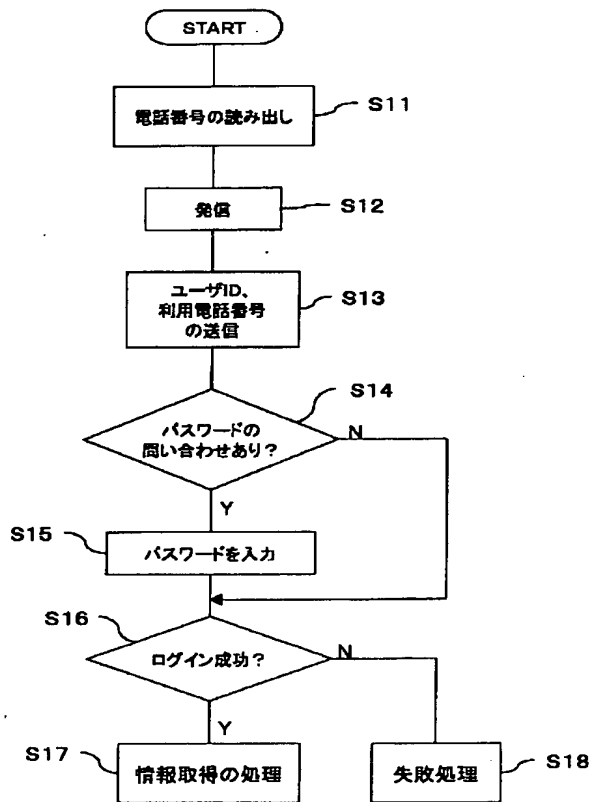 START
電話番号の読み出し
S11
発信
S12
ユーザID、
利用電話番号
の送信
S13
S14
パスワードの
問い合わせあり?
N
Y
S15
パスワードを入力
S16
ログイン成功?
N
Y
S17
情報取得の処理
失敗処理
S18